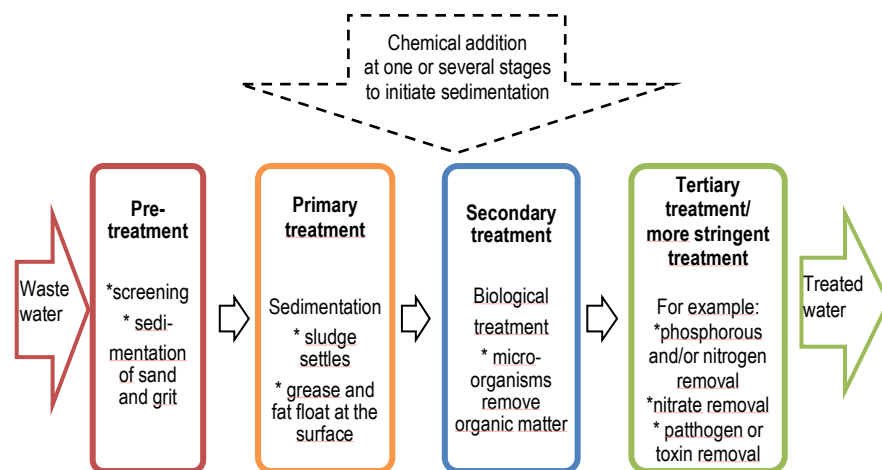 Chemical addition
at one or several stages
to initiate sedimentation
Waste
water
Pre-
treatment
*screening
* sedi-
mentation
of sand
and grit
Primary
treatment
Sedimentation
* sludge
settles
* grease and
fat float at the
surface
Secondary
treatment
Biological
treatment
* micro-
organisms
remove
organic matter
Tertiary
treatment/
more stringent
treatment
For example:
*phosphorous
and/or nitrogen
removal
*nitrate removal
* patthogen or
toxin removal
Treated
water